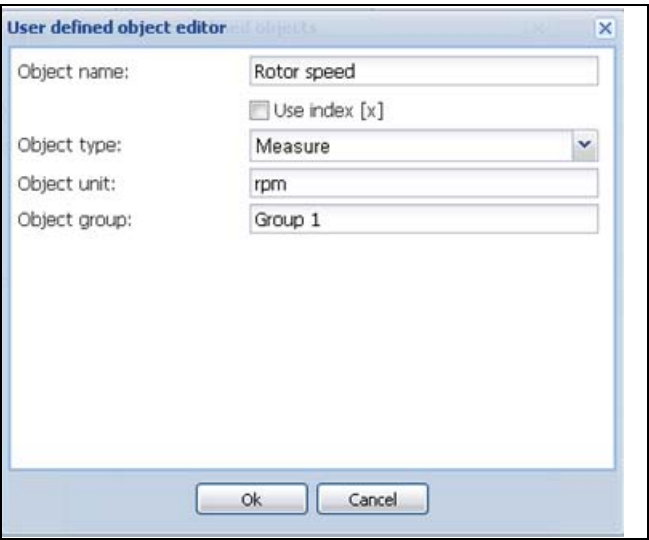 User defined object editor
Object name: Rotor speed
Use index [x]
Object type: Measure
Object unit: rpm
Object group: Group 1
Ok Cancel